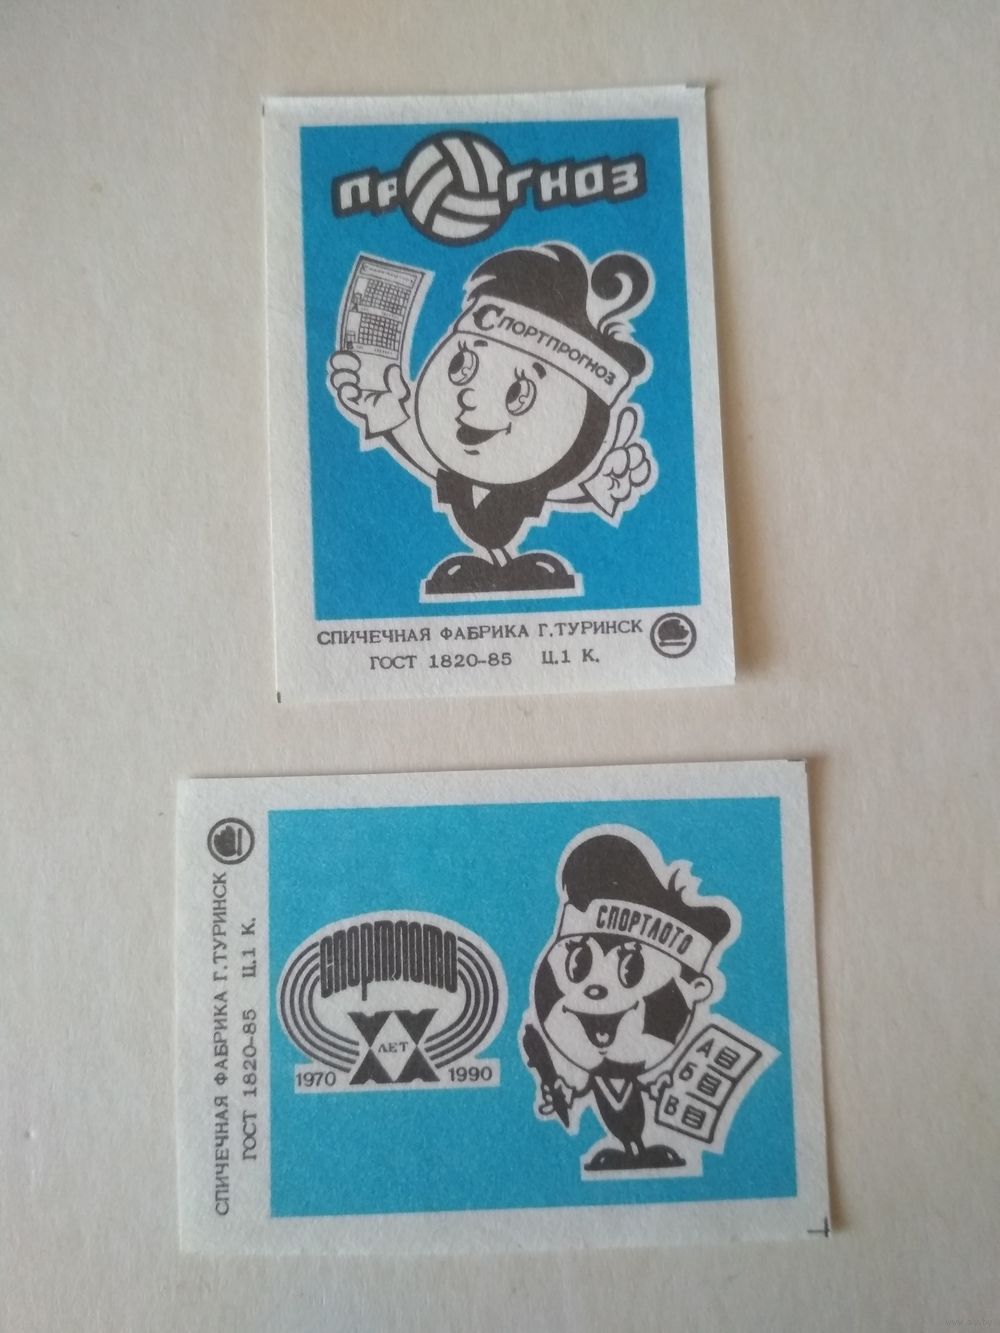 ПРОГНОЗ
СПОРТПРОГНОЗ
СПИЧЕЧНАЯ ФАБРИКА Г.ТУРИНСК
ГОСТ 1820-85 Ц.1 К.
СПИЧЕЧНАЯ ФАБРИКА Г.ТУРИНСК
ГОСТ 1820-85 Ц.1 К.
СПОРТЛОТО
XX
ЛЕТ
1970 1990
СПОРТЛОТО
А
Б
В